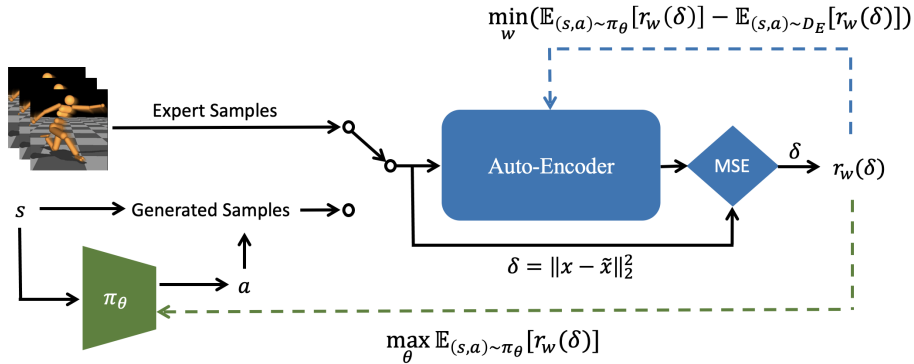 min_w(𝔼_{(s,a)~π_θ}[r_w(δ)] − 𝔼_{(s,a)~D_E}[r_w(δ)])
Expert Samples
Auto-Encoder
MSE
δ
r_w(δ)
s
Generated Samples
δ = ‖x − x̃‖₂²
π_θ
a
max_θ 𝔼_{(s,a)~π_θ}[r_w(δ)]